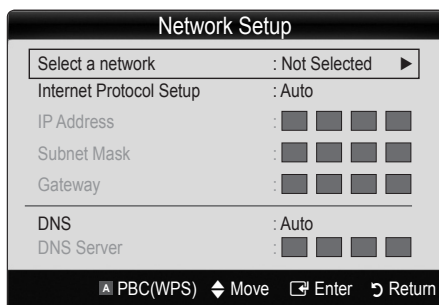 Network Setup
Select a network : Not Selected ▶
Internet Protocol Setup : Auto
IP Address :
Subnet Mask :
Gateway :
DNS : Auto
DNS Server :
A PBC(WPS) Move Enter Return